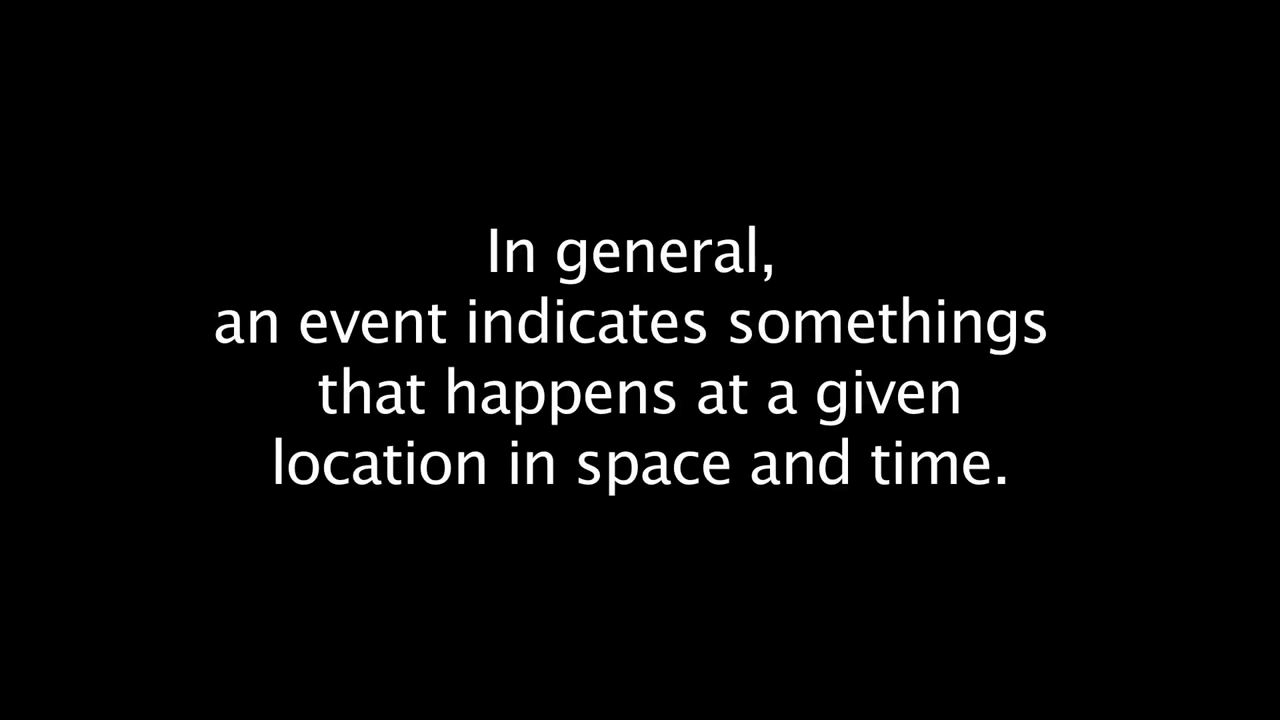 In general,
an event indicates somethings
that happens at a given
location in space and time.